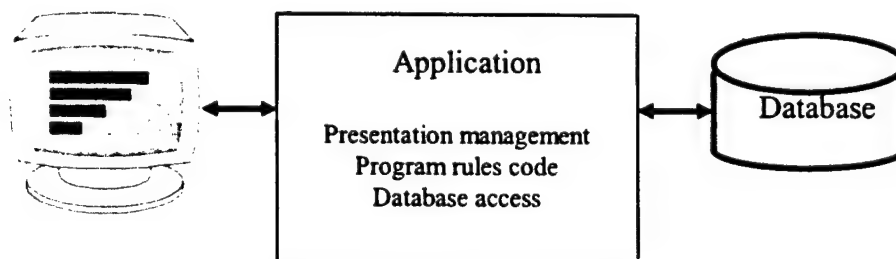 Application
Presentation management
Program rules code
Database access
Database